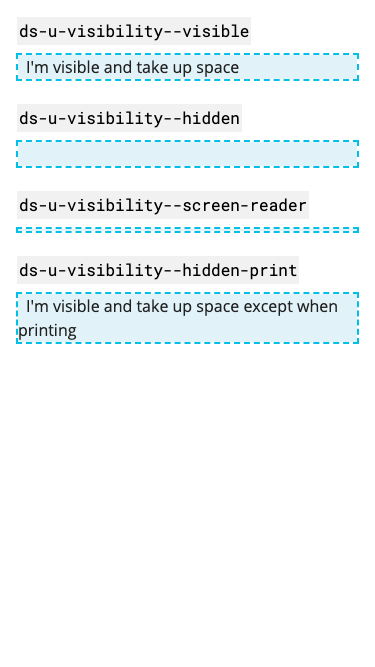 ds-u-visibility--visible
I'm visible and take up space
ds-u-visibility--hidden
ds-u-visibility--screen-reader
ds-u-visibility--hidden-print
I'm visible and take up space except when
printing